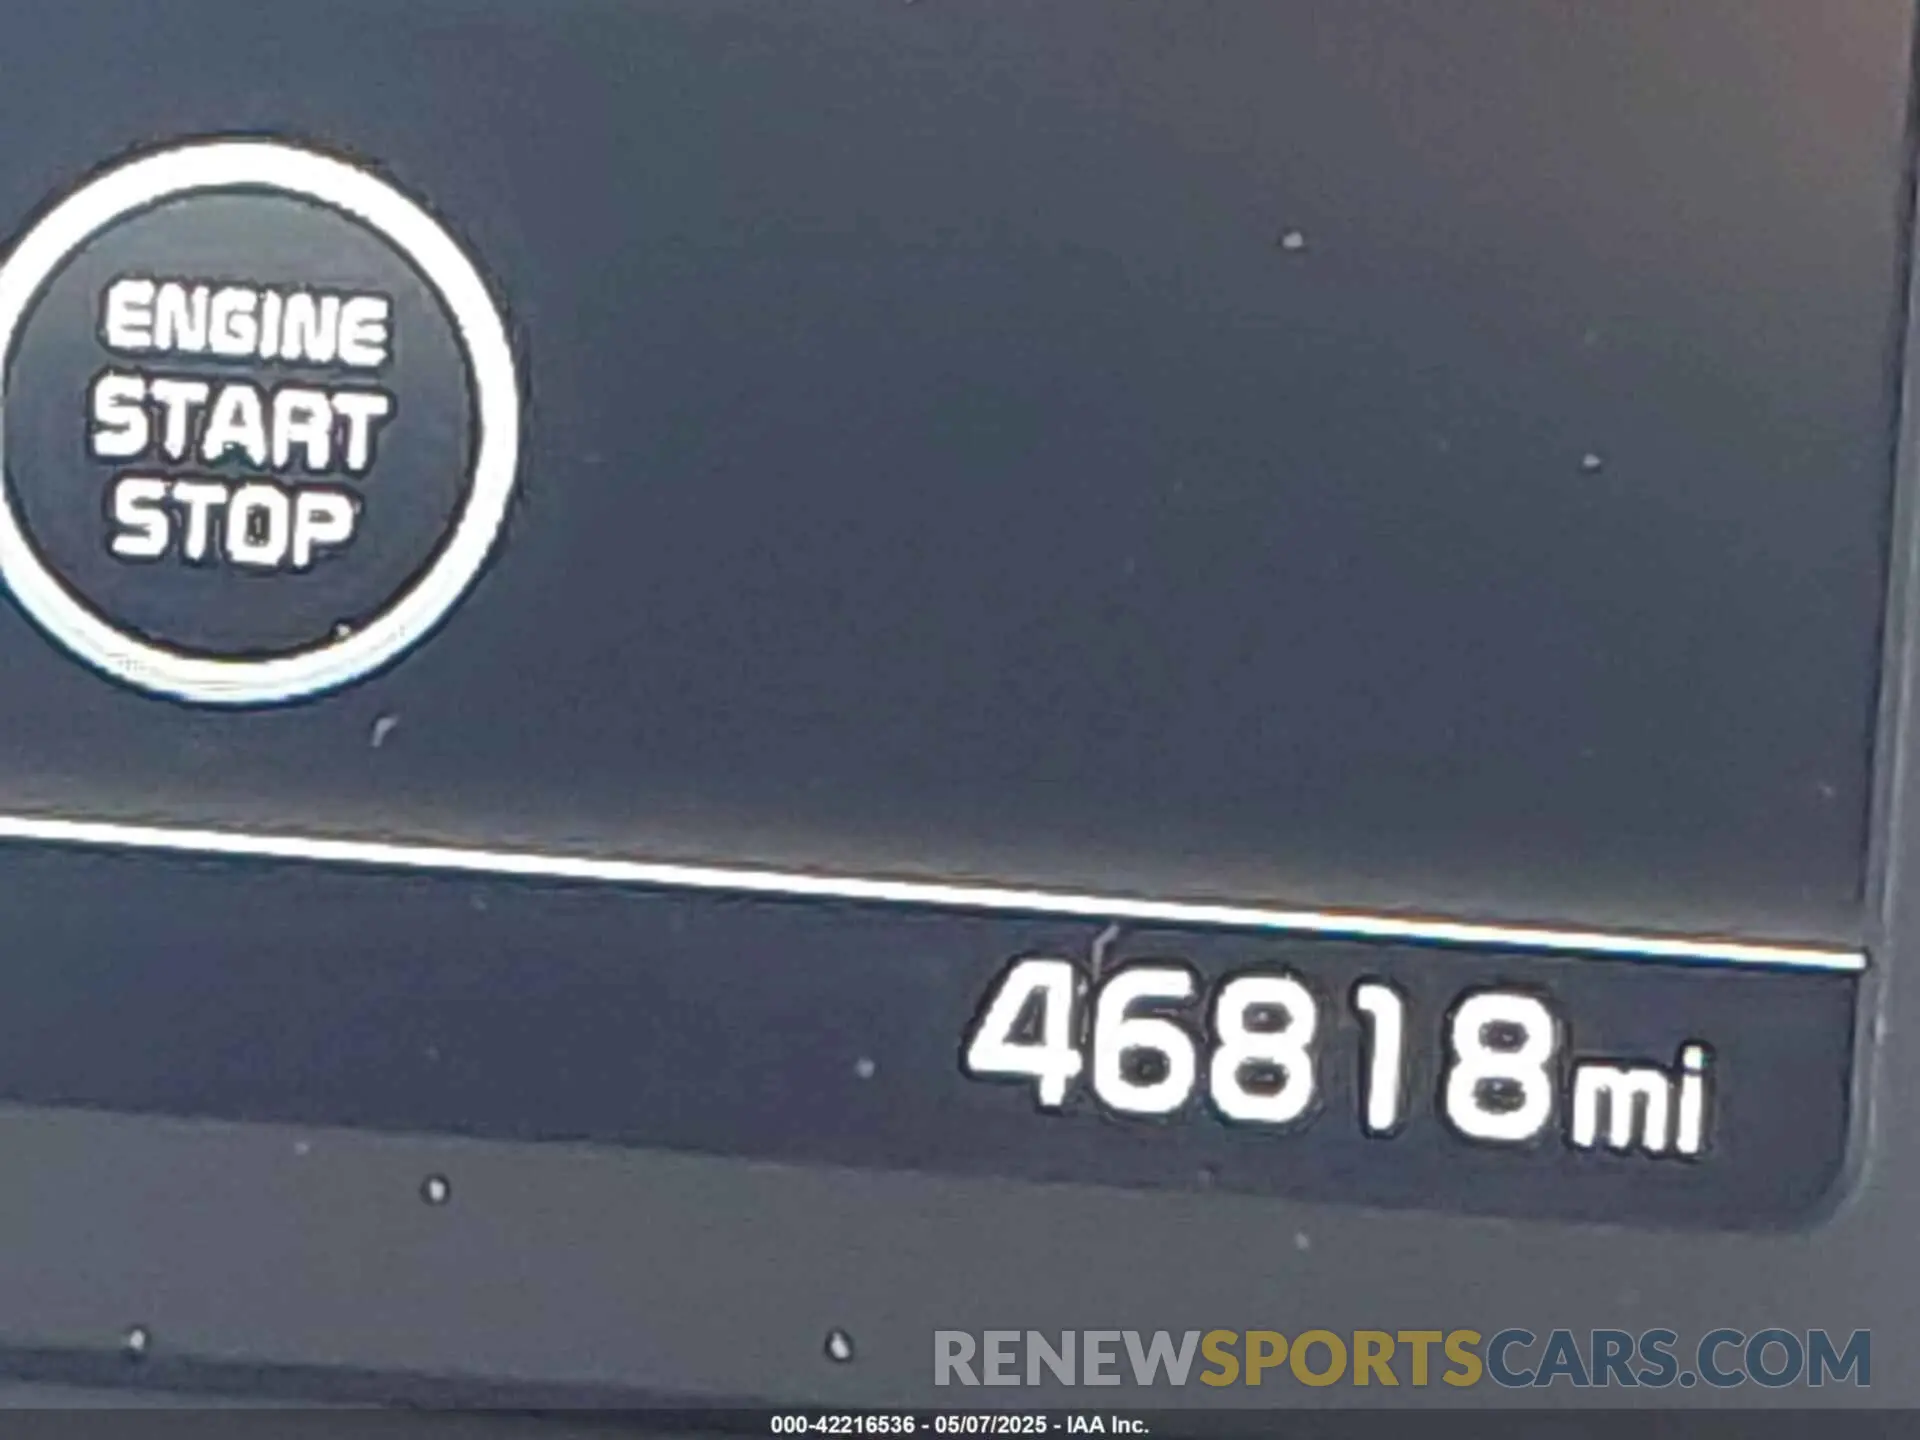 ENGINE
START
STOP
46818mi
RENEWSPORTSCARS.COM
000-42216536 - 05/07/2025 - IAA Inc.